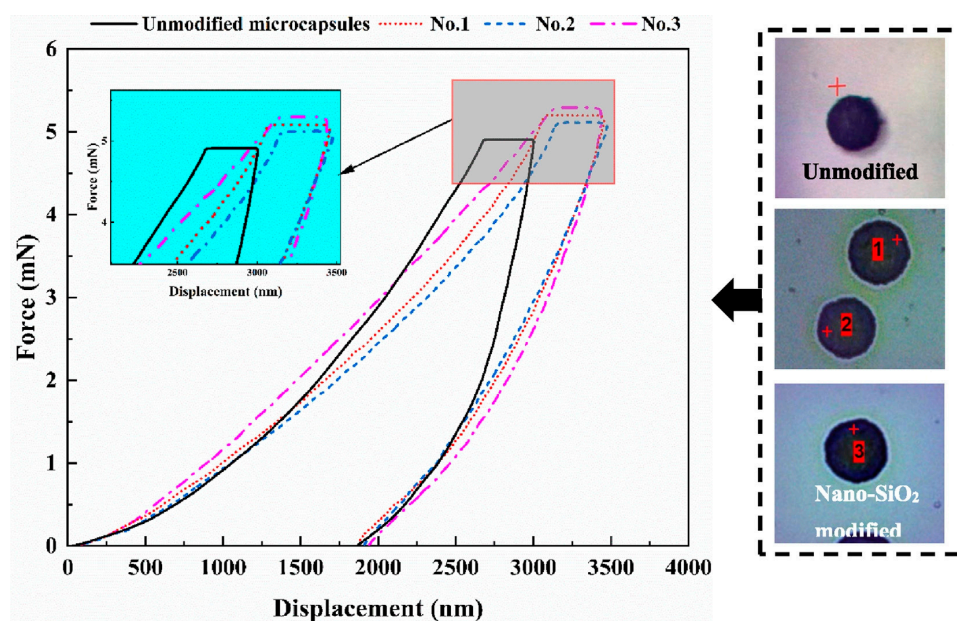 Unmodified microcapsules No.1 No.2 No.3
6
5
4
3
2
1
0
Force (mN)
0 500 1000 1500 2000 2500 3000 3500 4000
Displacement (nm)
5
4
Force (mN)
2500 3000 3500
Displacement (nm)
Unmodified
1
2
3
Nano-SiO₂
modified